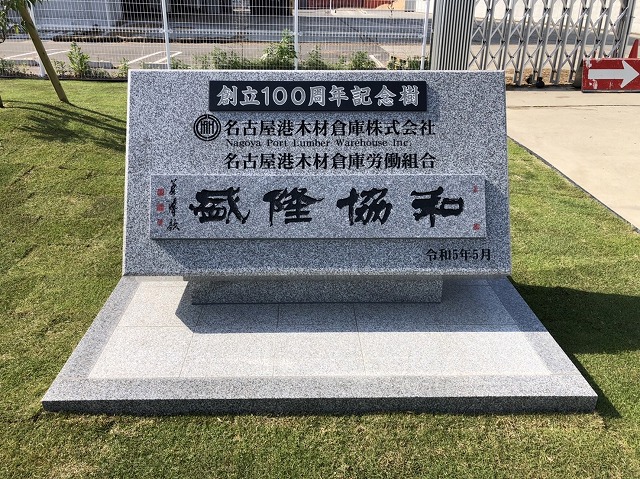 創立100周年記念樹
名古屋港木材倉庫株式会社
Nagoya Port Lumber Warehouse Inc.
名古屋港木材倉庫労働組合
和協隆盛
令和5年5月